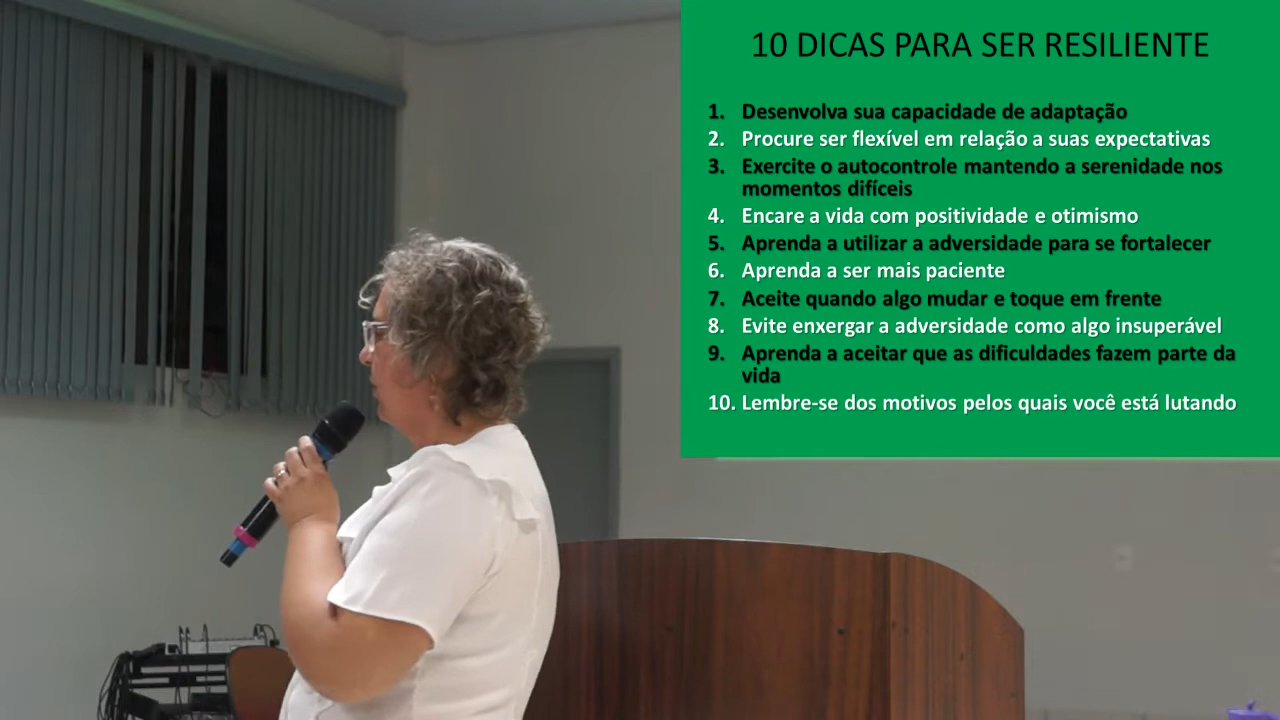 10 DICAS PARA SER RESILIENTE
1. Desenvolva sua capacidade de adaptação
2. Procure ser flexível em relação a suas expectativas
3. Exercite o autocontrole mantendo a serenidade nos
momentos difíceis
4. Encare a vida com positividade e otimismo
5. Aprenda a utilizar a adversidade para se fortalecer
6. Aprenda a ser mais paciente
7. Aceite quando algo mudar e toque em frente
8. Evite enxergar a adversidade como algo insuperável
9. Aprenda a aceitar que as dificuldades fazem parte da
vida
10. Lembre-se dos motivos pelos quais você está lutando